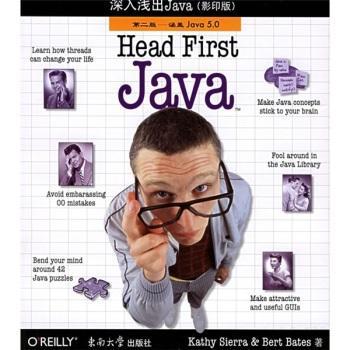 深入浅出Java(影印版)
第二版——涵盖 Java 5.0
Head First
Java™
Learn how threads
can change your life
Make Java concepts
stick to your brain
Fool around in
the Java Library
Avoid embarassing
OO mistakes
Bend your mind
around 42
Java puzzles
Make attractive
and useful GUIs
O'REILLY®
东南大学出版社
Kathy Sierra & Bert Bates 著